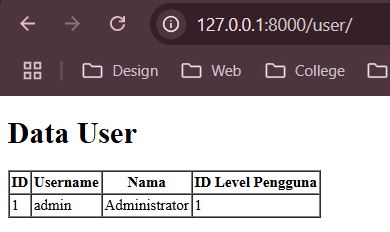 127.0.0.1:8000/user/
Design Web College
Data User
ID Username Nama ID Level Pengguna
1 admin Administrator 1